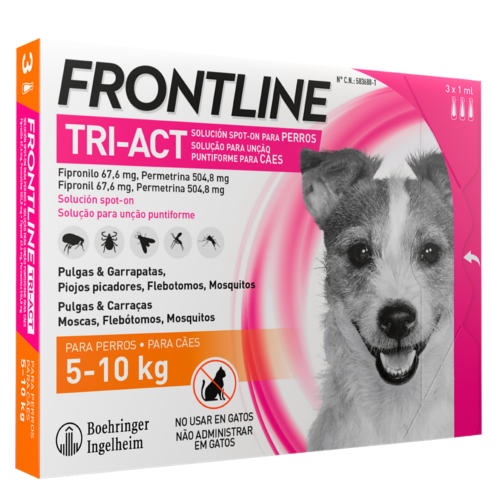 FRONTLINE
Nº C.N.: 583688-1
3 x 1 ml
TRI-ACT
SOLUCIÓN SPOT-ON PARA PERROS
SOLUÇÃO PARA UNÇÃO
PUNTIFORME PARA CÃES
Fipronilo 67,6 mg, Permetrina 504,8 mg
Fipronil 67,6 mg, Permetrina 504,8 mg
Solución spot-on
Solução para unção puntiforme
Pulgas & Garrapatas,
Piojos picadores, Flebotomos, Mosquitos
Pulgas & Carraças
Moscas, Flebótomos, Mosquitos
PARA PERROS • PARA CÃES
5-10 kg
NO USAR EN GATOS
NÃO ADMINISTRAR
EM GATOS
Boehringer
Ingelheim
3
FRONTLINE
TRI-ACT
PARA PERROS
PARA CÃES
5-10 kg